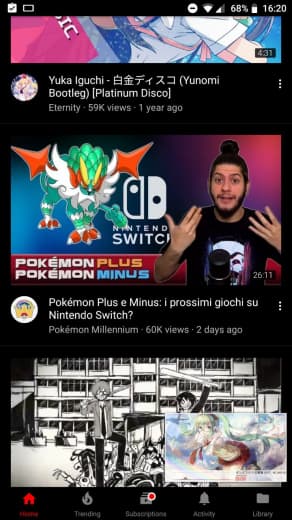 68% 16:20
SIC
4:31
Yuka Iguchi - 白金ディスコ (Yunomi
Bootleg) [Platinum Disco]
Eternity · 59K views · 1 year ago
NINTENDO
SWITCH
POKÉMON PLUS
POKÉMON MINUS
26:11
Pokémon Plus e Minus: i prossimi giochi su
Nintendo Switch?
Pokémon Millennium · 60K views · 2 days ago
Home Trending Subscriptions Activity Library